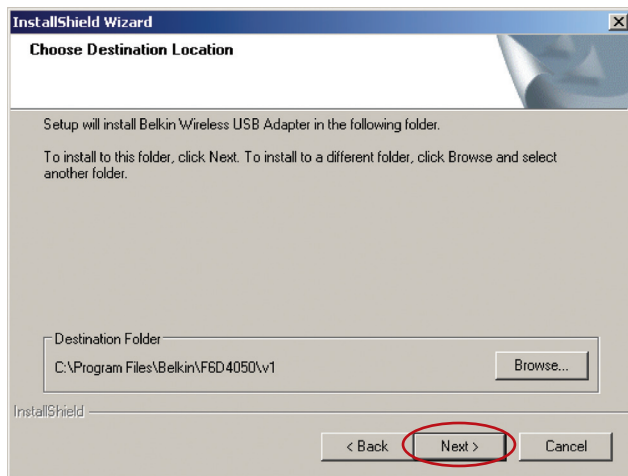 InstallShield Wizard
Choose Destination Location
Setup will install Belkin Wireless USB Adapter in the following folder.
To install to this folder, click Next. To install to a different folder, click Browse and select
another folder.
Destination Folder
C:\Program Files\Belkin\F6D4050\v1
Browse...
InstallShield
< Back
Next >
Cancel